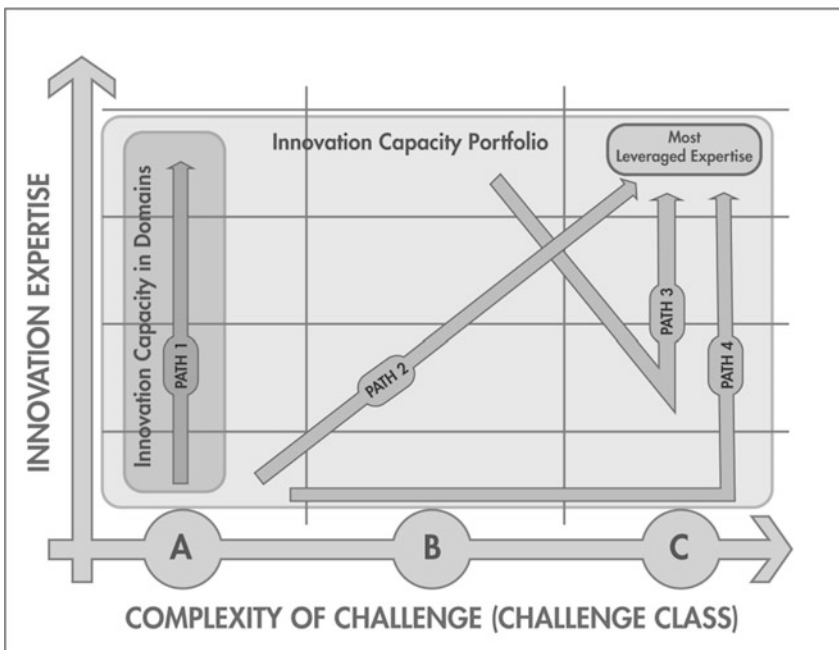 Innovation Capacity Portfolio
Most
Leveraged Expertise
INNOVATION EXPERTISE
Innovation Capacity in Domains
PATH 1
PATH 2
PATH 3
PATH 4
A
B
C
COMPLEXITY OF CHALLENGE (CHALLENGE CLASS)